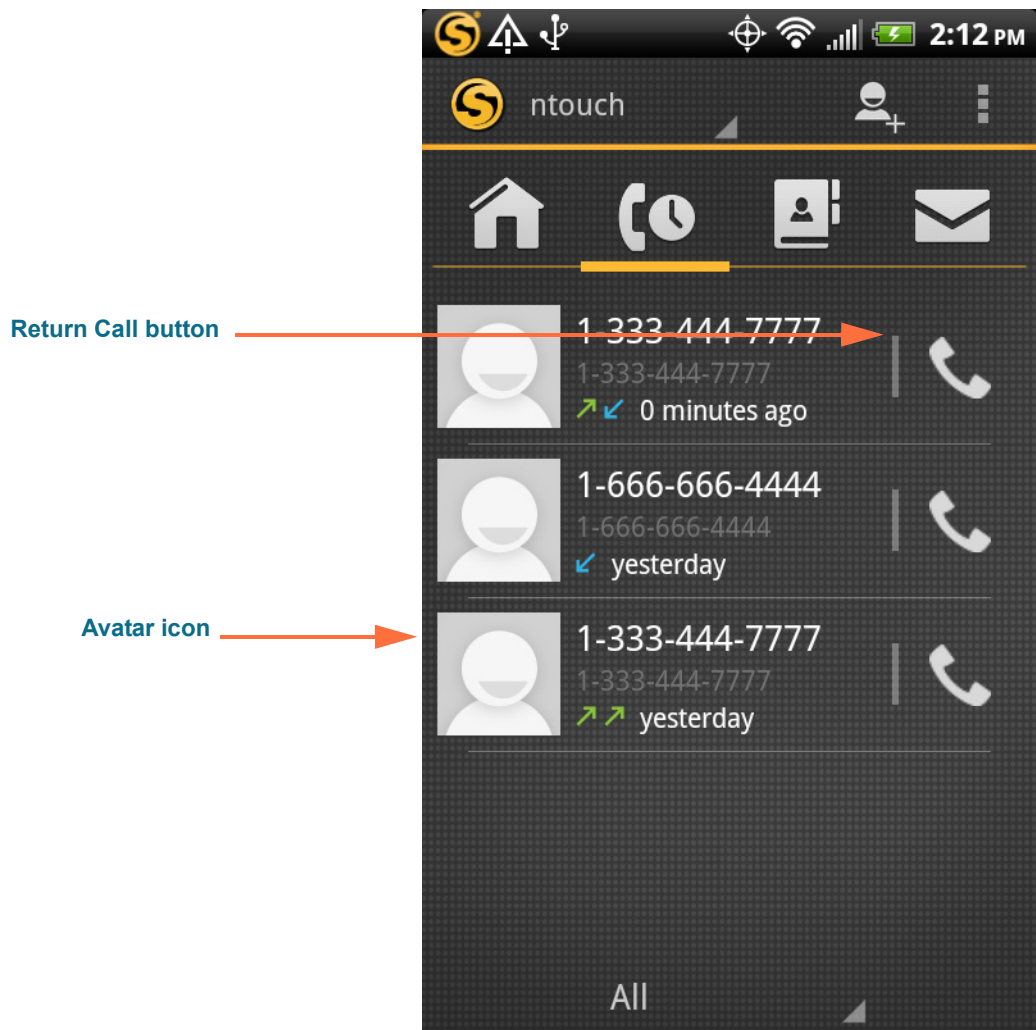 2:12 PM
ntouch
Return Call button
1-333-444-7777
1-333-444-7777
0 minutes ago
1-666-666-4444
1-666-666-4444
yesterday
Avatar icon
1-333-444-7777
1-333-444-7777
yesterday
All